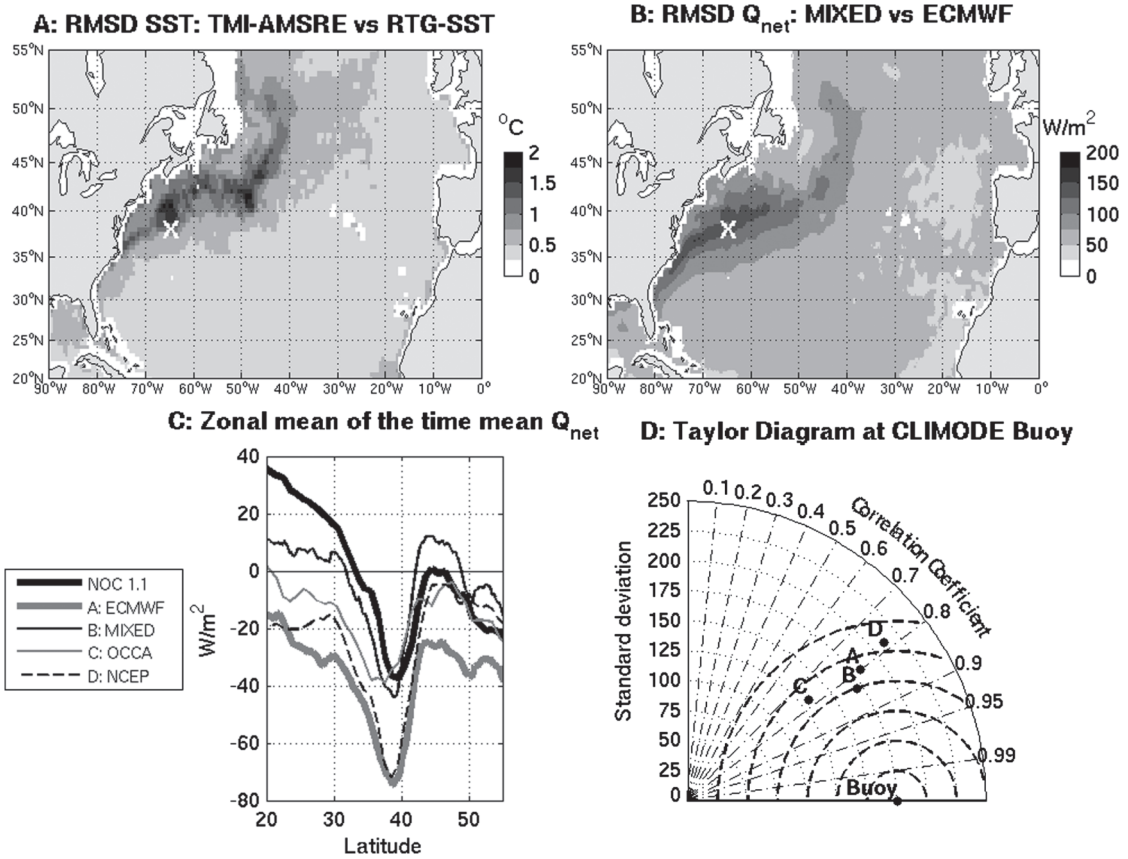 A: RMSD SST: TMI-AMSRE vs RTG-SST
B: RMSD Qnet: MIXED vs ECMWF
55°N
50°N
45°N
40°N
35°N
30°N
25°N
20°N
90°W 80°W 70°W 60°W 50°W 40°W 30°W 20°W 10°W 0°
X
°C
2
1.5
1
0.5
0
55°N
50°N
45°N
40°N
35°N
30°N
25°N
20°N
90°W 80°W 70°W 60°W 50°W 40°W 30°W 20°W 10°W 0°
X
W/m²
200
150
100
50
0
C: Zonal mean of the time mean Qnet
40
20
0
-20
-40
-60
-80
W/m²
20 30 40 50
Latitude
NOC 1.1
A: ECMWF
B: MIXED
C: OCCA
D: NCEP
D: Taylor Diagram at CLIMODE Buoy
250
225
200
175
150
125
100
75
50
25
0
Standard deviation
0.1 0.2 0.3 0.4 0.5 0.6 0.7 0.8 0.9 0.95 0.99
Correlation Coefficient
D
A
B
C
Buoy